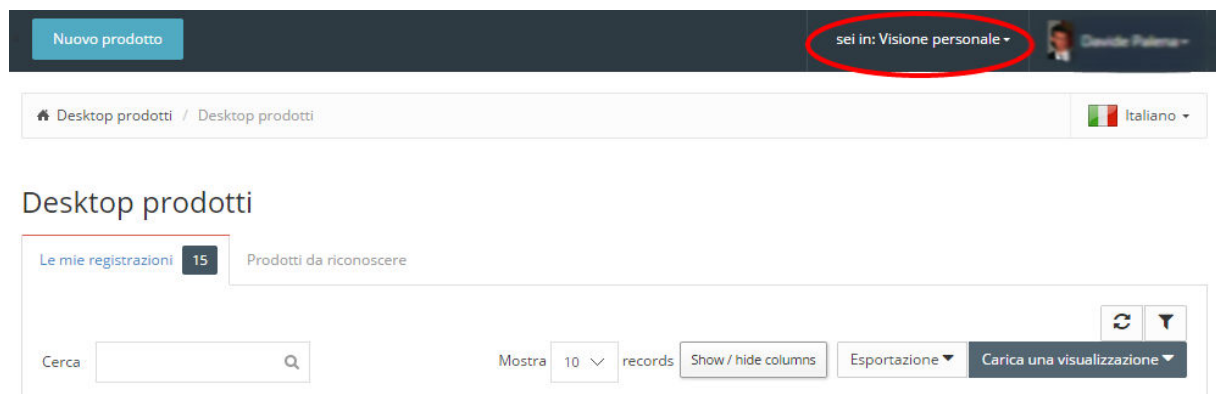 Nuovo prodotto
sei in: Visione personale
Desktop prodotti / Desktop prodotti
Italiano
Desktop prodotti
Le mie registrazioni 15
Prodotti da riconoscere
Cerca
Mostra 10 records
Show / hide columns
Esportazione
Carica una visualizzazione